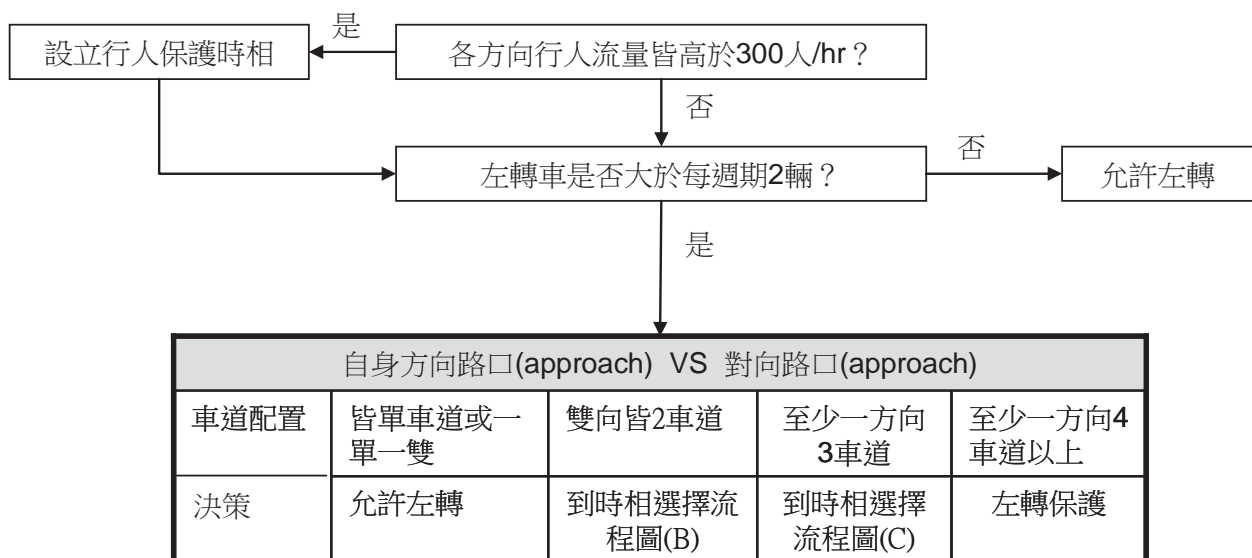 是
設立行人保護時相
各方向行人流量皆高於300人/hr？
否
左轉車是否大於每週期2輛？
否
允許左轉
是
自身方向路口(approach) VS 對向路口(approach)
車道配置
皆單車道或一
單一雙
雙向皆2車道
至少一方向
3車道
至少一方向4
車道以上
決策
允許左轉
到時相選擇流
程圖(B)
到時相選擇
流程圖(C)
左轉保護